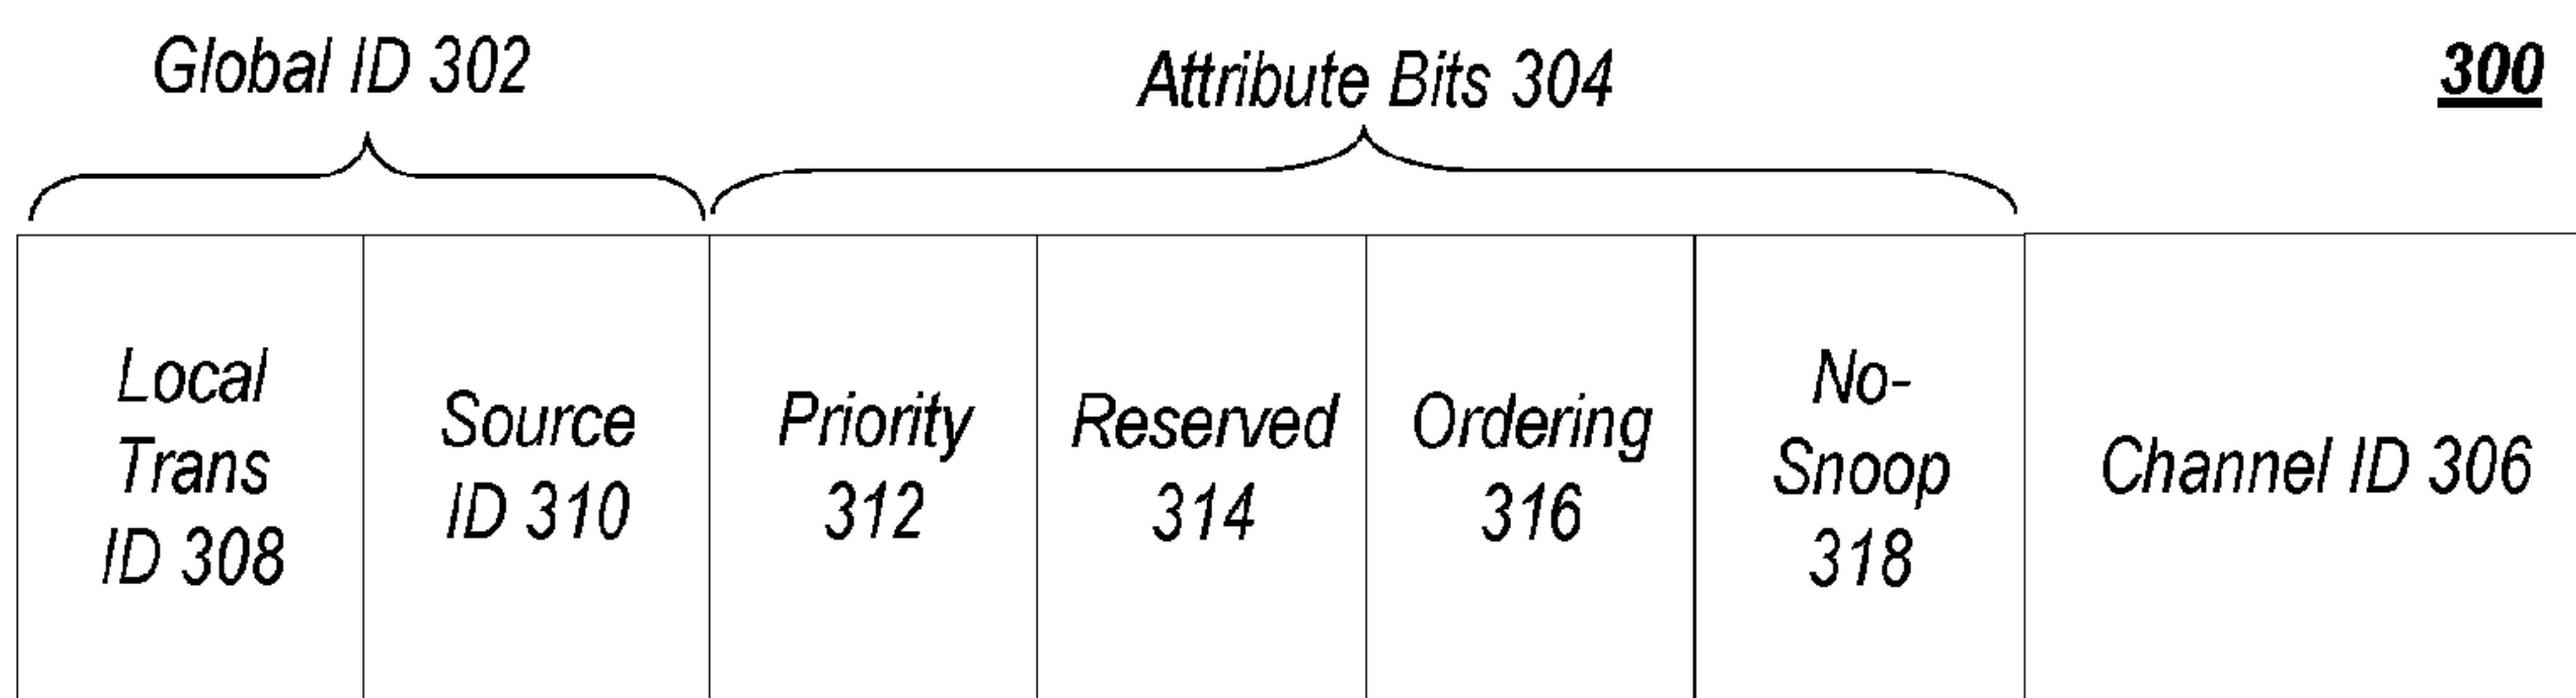 Global ID 302
Attribute Bits 304
300
Local
Trans
ID 308
Source
ID 310
Priority
312
Reserved
314
Ordering
316
No-
Snoop
318
Channel ID 306